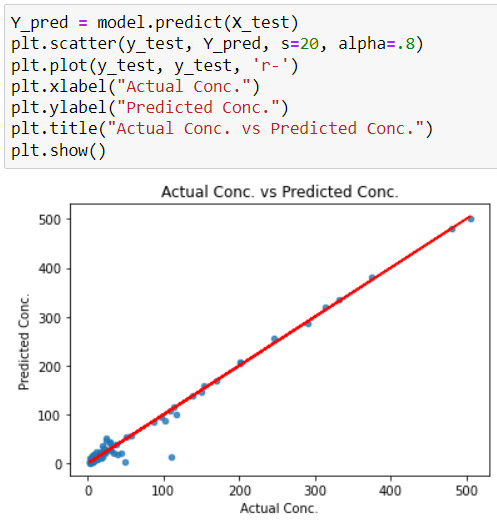 Y_pred = model.predict(X_test)
plt.scatter(y_test, Y_pred, s=20, alpha=.8)
plt.plot(y_test, y_test, 'r-')
plt.xlabel("Actual Conc.")
plt.ylabel("Predicted Conc.")
plt.title("Actual Conc. vs Predicted Conc.")
plt.show()
Actual Conc. vs Predicted Conc.
500
400
300
200
100
0
Predicted Conc.
0 100 200 300 400 500
Actual Conc.